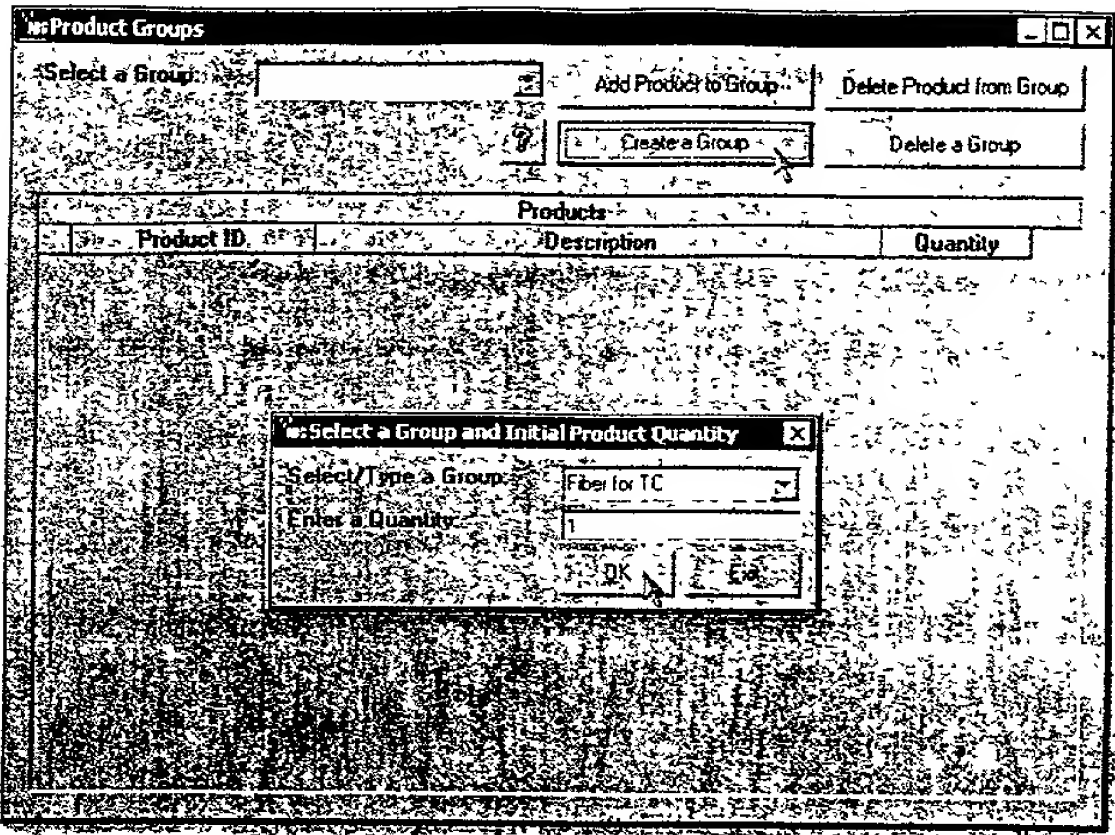 Product Groups
Select a Group:
Add Product to Group
Delete Product from Group
?
Create a Group
Delete a Group
Products
Product ID
Description
Quantity
Select a Group and Initial Product Quantity
Select/Type a Group:
Fiber for TC
Enter a Quantity:
1
OK
Exit